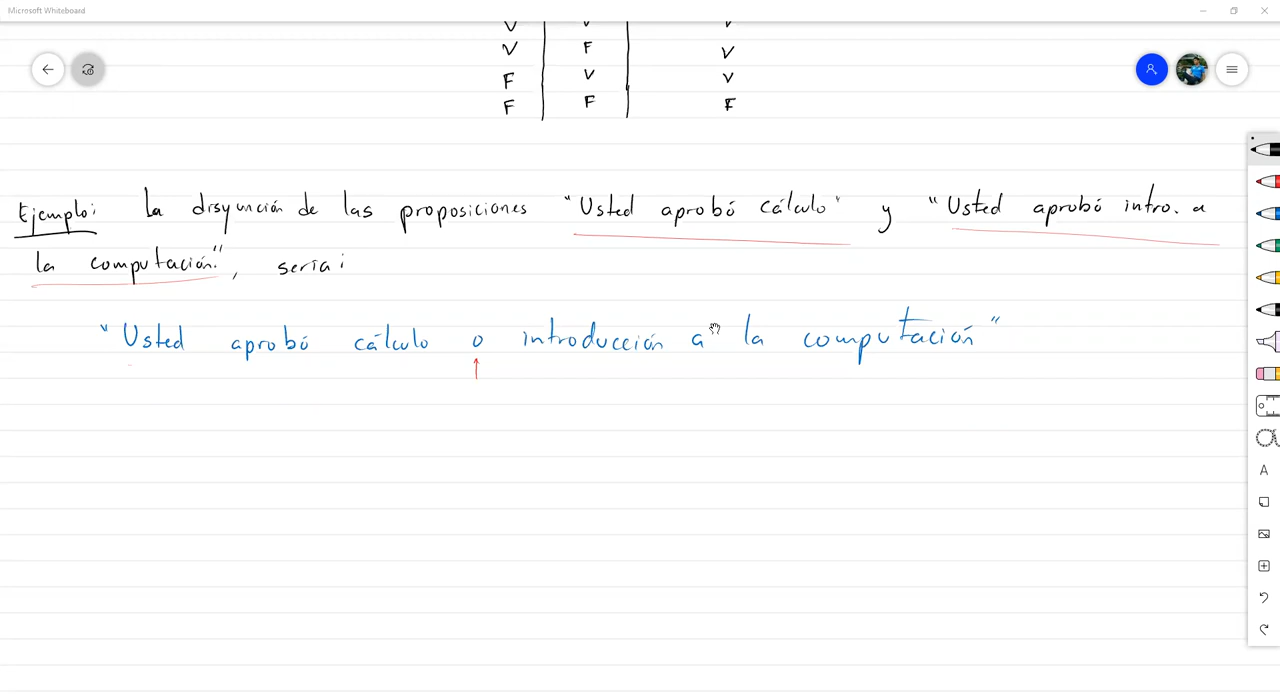 Microsoft Whiteboard
V V V
V F V
F V V
F F F
Ejemplo: La disyunción de las proposiciones "Usted aprobó cálculo" y "Usted aprobó intro. a
la computación.", sería:
"Usted aprobó cálculo o introducción a la computación"
A